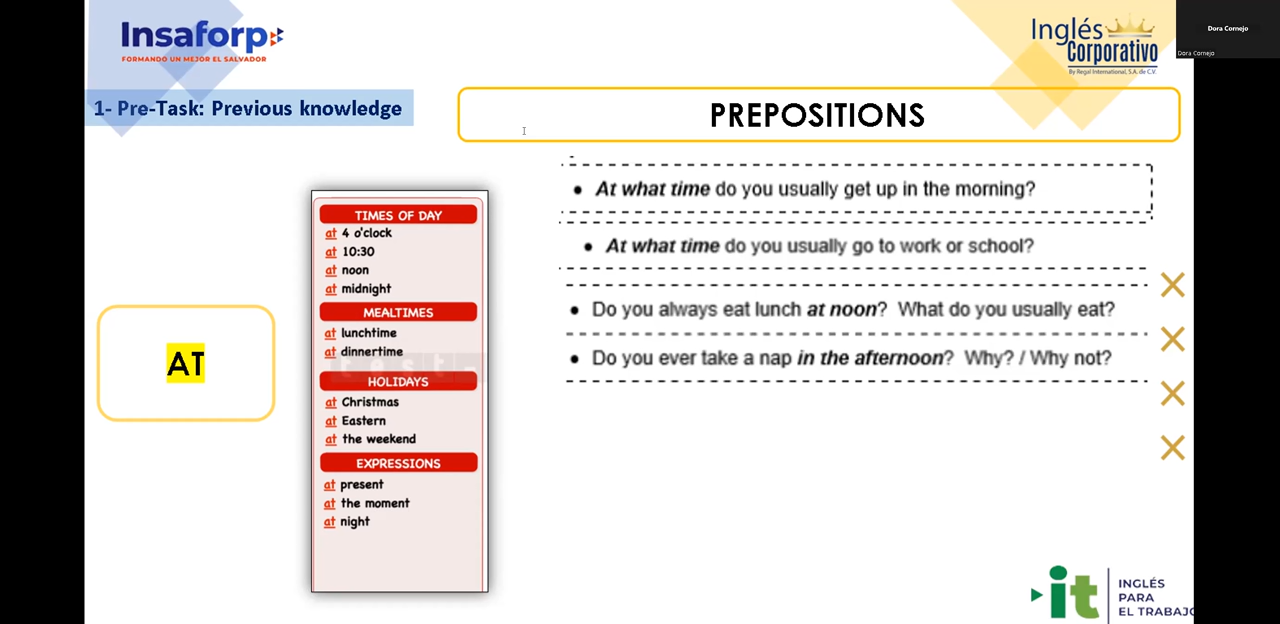 Insaforp
FORMANDO UN MEJOR EL SALVADOR
Inglés
Corporativo
By Regal International, S.A. de C.V.
Dora Cornejo
Dora Cornejo
1- Pre-Task: Previous knowledge
PREPOSITIONS
AT
TIMES OF DAY
at 4 o'clock
at 10:30
at noon
at midnight
MEALTIMES
at lunchtime
at dinnertime
HOLIDAYS
at Christmas
at Eastern
at the weekend
EXPRESSIONS
at present
at the moment
at night
• At what time do you usually get up in the morning?
• At what time do you usually go to work or school?
• Do you always eat lunch at noon? What do you usually eat?
• Do you ever take a nap in the afternoon? Why? / Why not?
it
INGLÉS
PARA
EL TRABAJO